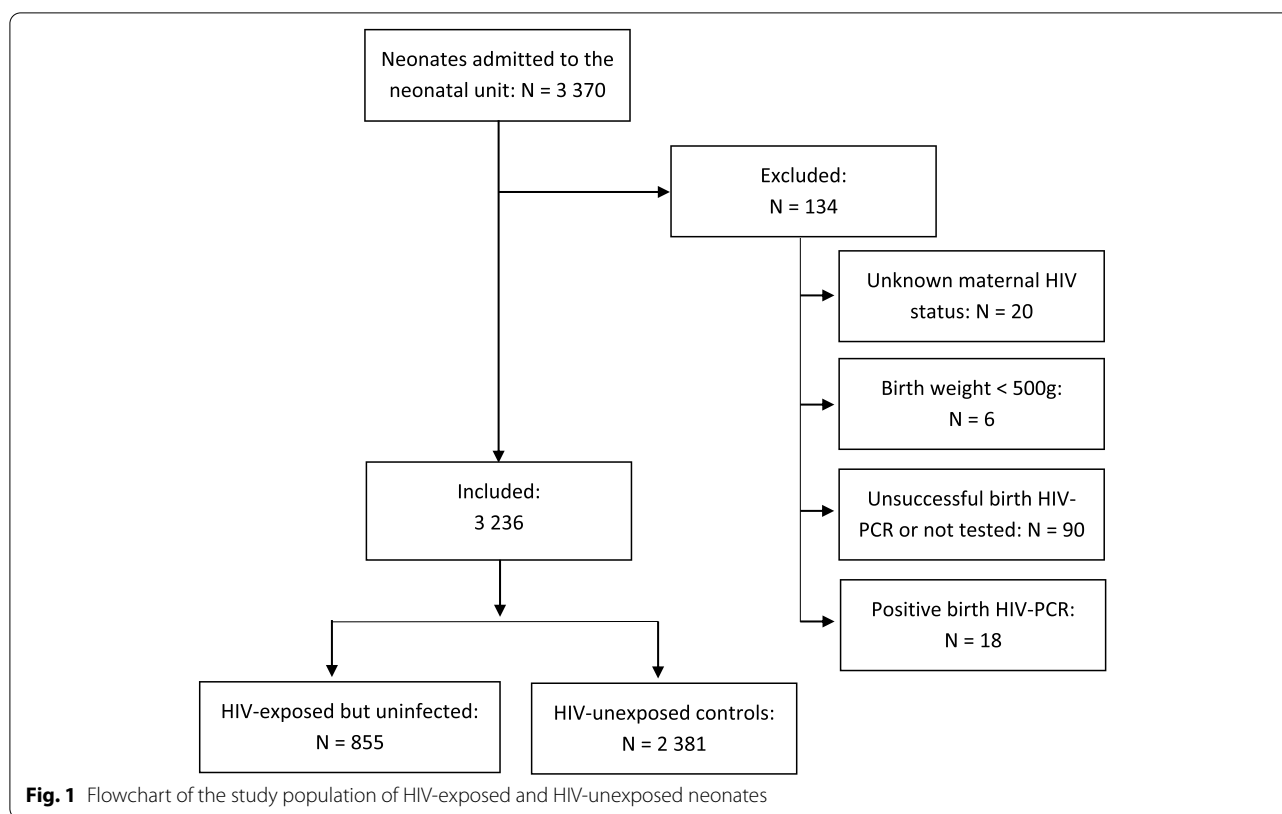 Neonates admitted to the
neonatal unit: N = 3 370
Excluded:
N = 134
Unknown maternal HIV
status: N = 20
Birth weight < 500g:
N = 6
Unsuccessful birth HIV-
PCR or not tested: N = 90
Positive birth HIV-PCR:
N = 18
Included:
3 236
HIV-exposed but uninfected:
N = 855
HIV-unexposed controls:
N = 2 381
Fig. 1 Flowchart of the study population of HIV-exposed and HIV-unexposed neonates